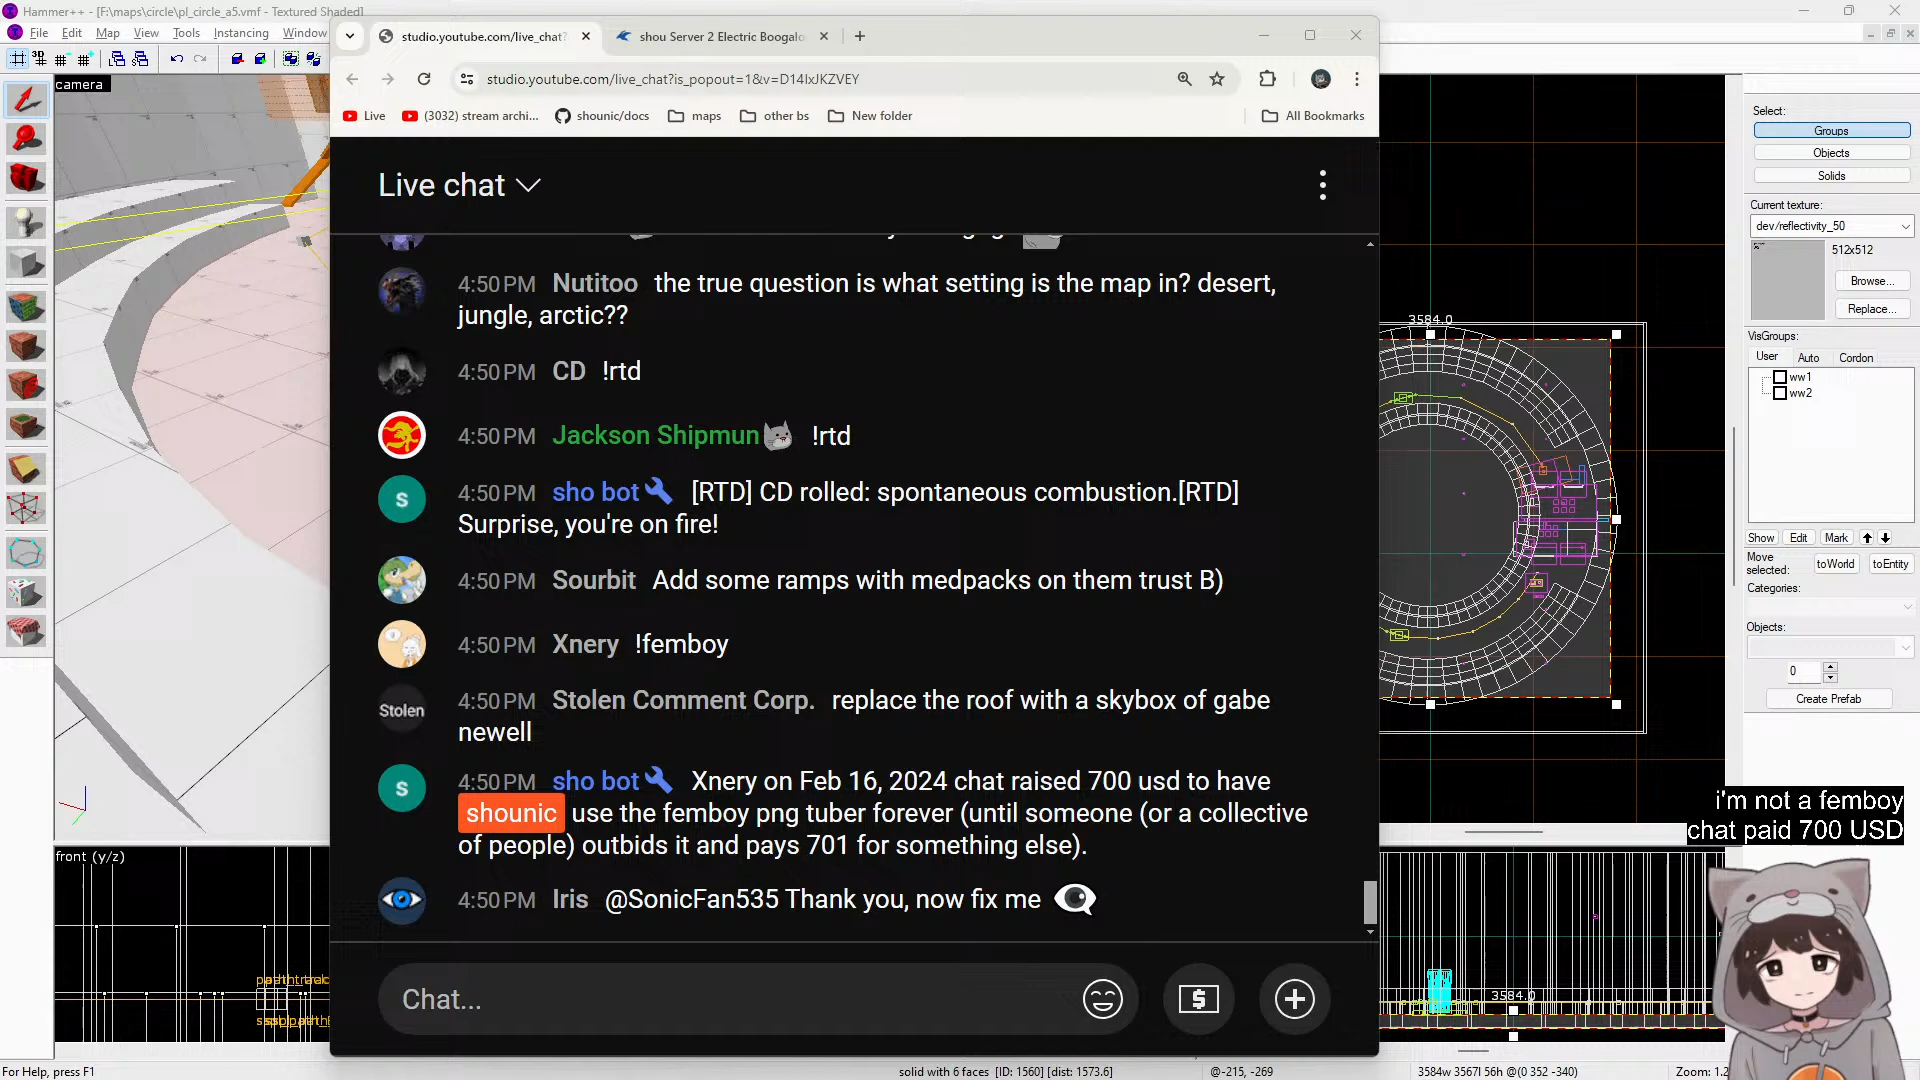 Hammer++ - [F:\maps\circle\pl_circle_a5.vmf - Textured Shaded]
File Edit Map View Tools Instancing Window
studio.youtube.com/live_chat?
shou Server 2 Electric Boogalo
studio.youtube.com/live_chat?is_popout=1&v=D14IxJKZVEY
Live
(3032) stream archi...
shounic/docs
maps
other bs
New folder
All Bookmarks
camera
Live chat
4:50 PM Nutitoo the true question is what setting is the map in? desert,
jungle, arctic??
4:50 PM CD !rtd
4:50 PM Jackson Shipmun !rtd
S
4:50 PM sho bot [RTD] CD rolled: spontaneous combustion.[RTD]
Surprise, you're on fire!
4:50 PM Sourbit Add some ramps with medpacks on them trust B)
4:50 PM Xnery !femboy
Stolen
4:50 PM Stolen Comment Corp. replace the roof with a skybox of gabe
newell
S
4:50 PM sho bot Xnery on Feb 16, 2024 chat raised 700 usd to have
shounic use the femboy png tuber forever (until someone (or a collective
of people) outbids it and pays 701 for something else).
4:50 PM Iris @SonicFan535 Thank you, now fix me
Chat...
front (y/z)
3584.0
3584.0
Select:
Groups
Objects
Solids
Current texture:
dev/reflectivity_50
512x512
Browse...
Replace...
VisGroups:
User Auto Cordon
ww1
ww2
Show Edit Mark
Move
selected:
toWorld toEntity
Categories:
Objects:
0
Create Prefab
i'm not a femboy
chat paid 700 USD
For Help, press F1
solid with 6 faces [ID: 1560] [dist: 1573.6]
@-215, -269
3584w 3567l 56h @(0 352 -340)
Zoom: 1.2